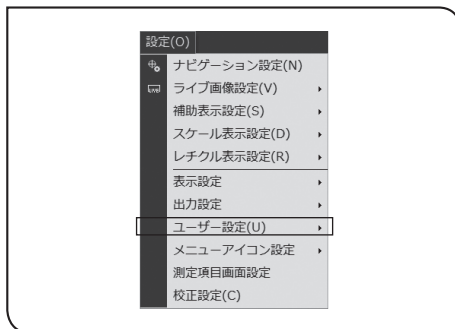 設定(O)
ナビゲーション設定(N)
ライブ画像設定(V)
補助表示設定(S)
スケール表示設定(D)
レチクル表示設定(R)
表示設定
出力設定
ユーザー設定(U)
メニューアイコン設定
測定項目画面設定
校正設定(C)